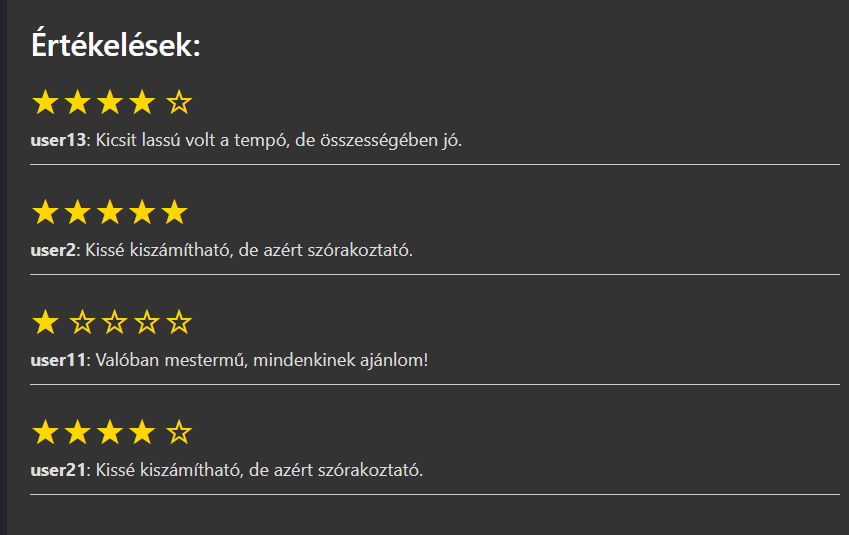 Értékelések:
★★★★ ☆
user13: Kicsit lassú volt a tempó, de összességében jó.
★★★★★
user2: Kissé kiszámítható, de azért szórakoztató.
★ ☆☆☆☆
user11: Valóban mestermű, mindenkinek ajánlom!
★★★★ ☆
user21: Kissé kiszámítható, de azért szórakoztató.